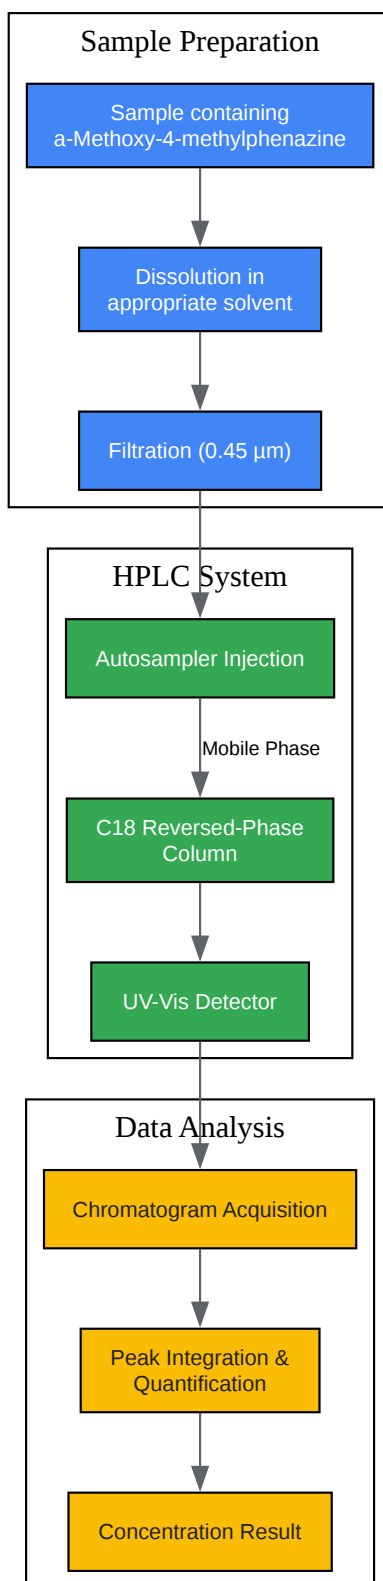 Sample Preparation
Sample containing
a-Methoxy-4-methylphenazine
Dissolution in
appropriate solvent
Filtration (0.45 µm)
HPLC System
Autosampler Injection
Mobile Phase
C18 Reversed-Phase
Column
UV-Vis Detector
Data Analysis
Chromatogram Acquisition
Peak Integration &
Quantification
Concentration Result